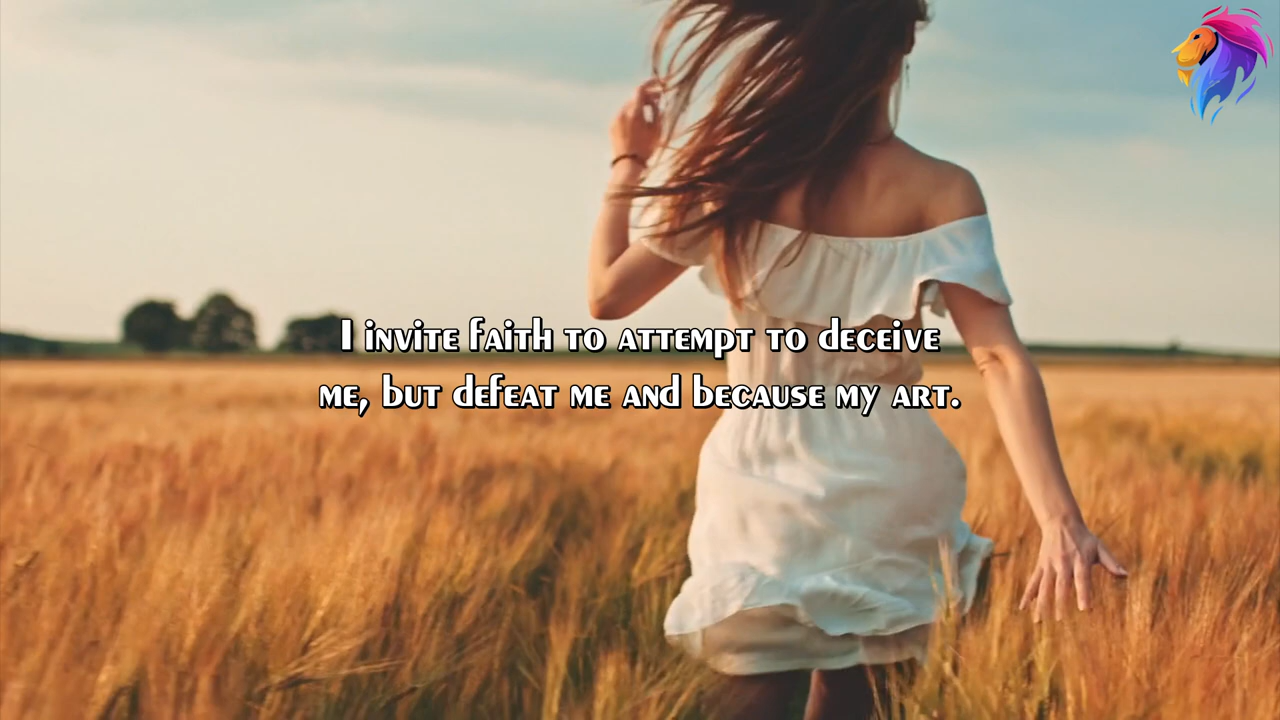 I invite faith to attempt to deceive
me, but defeat me and because my art.